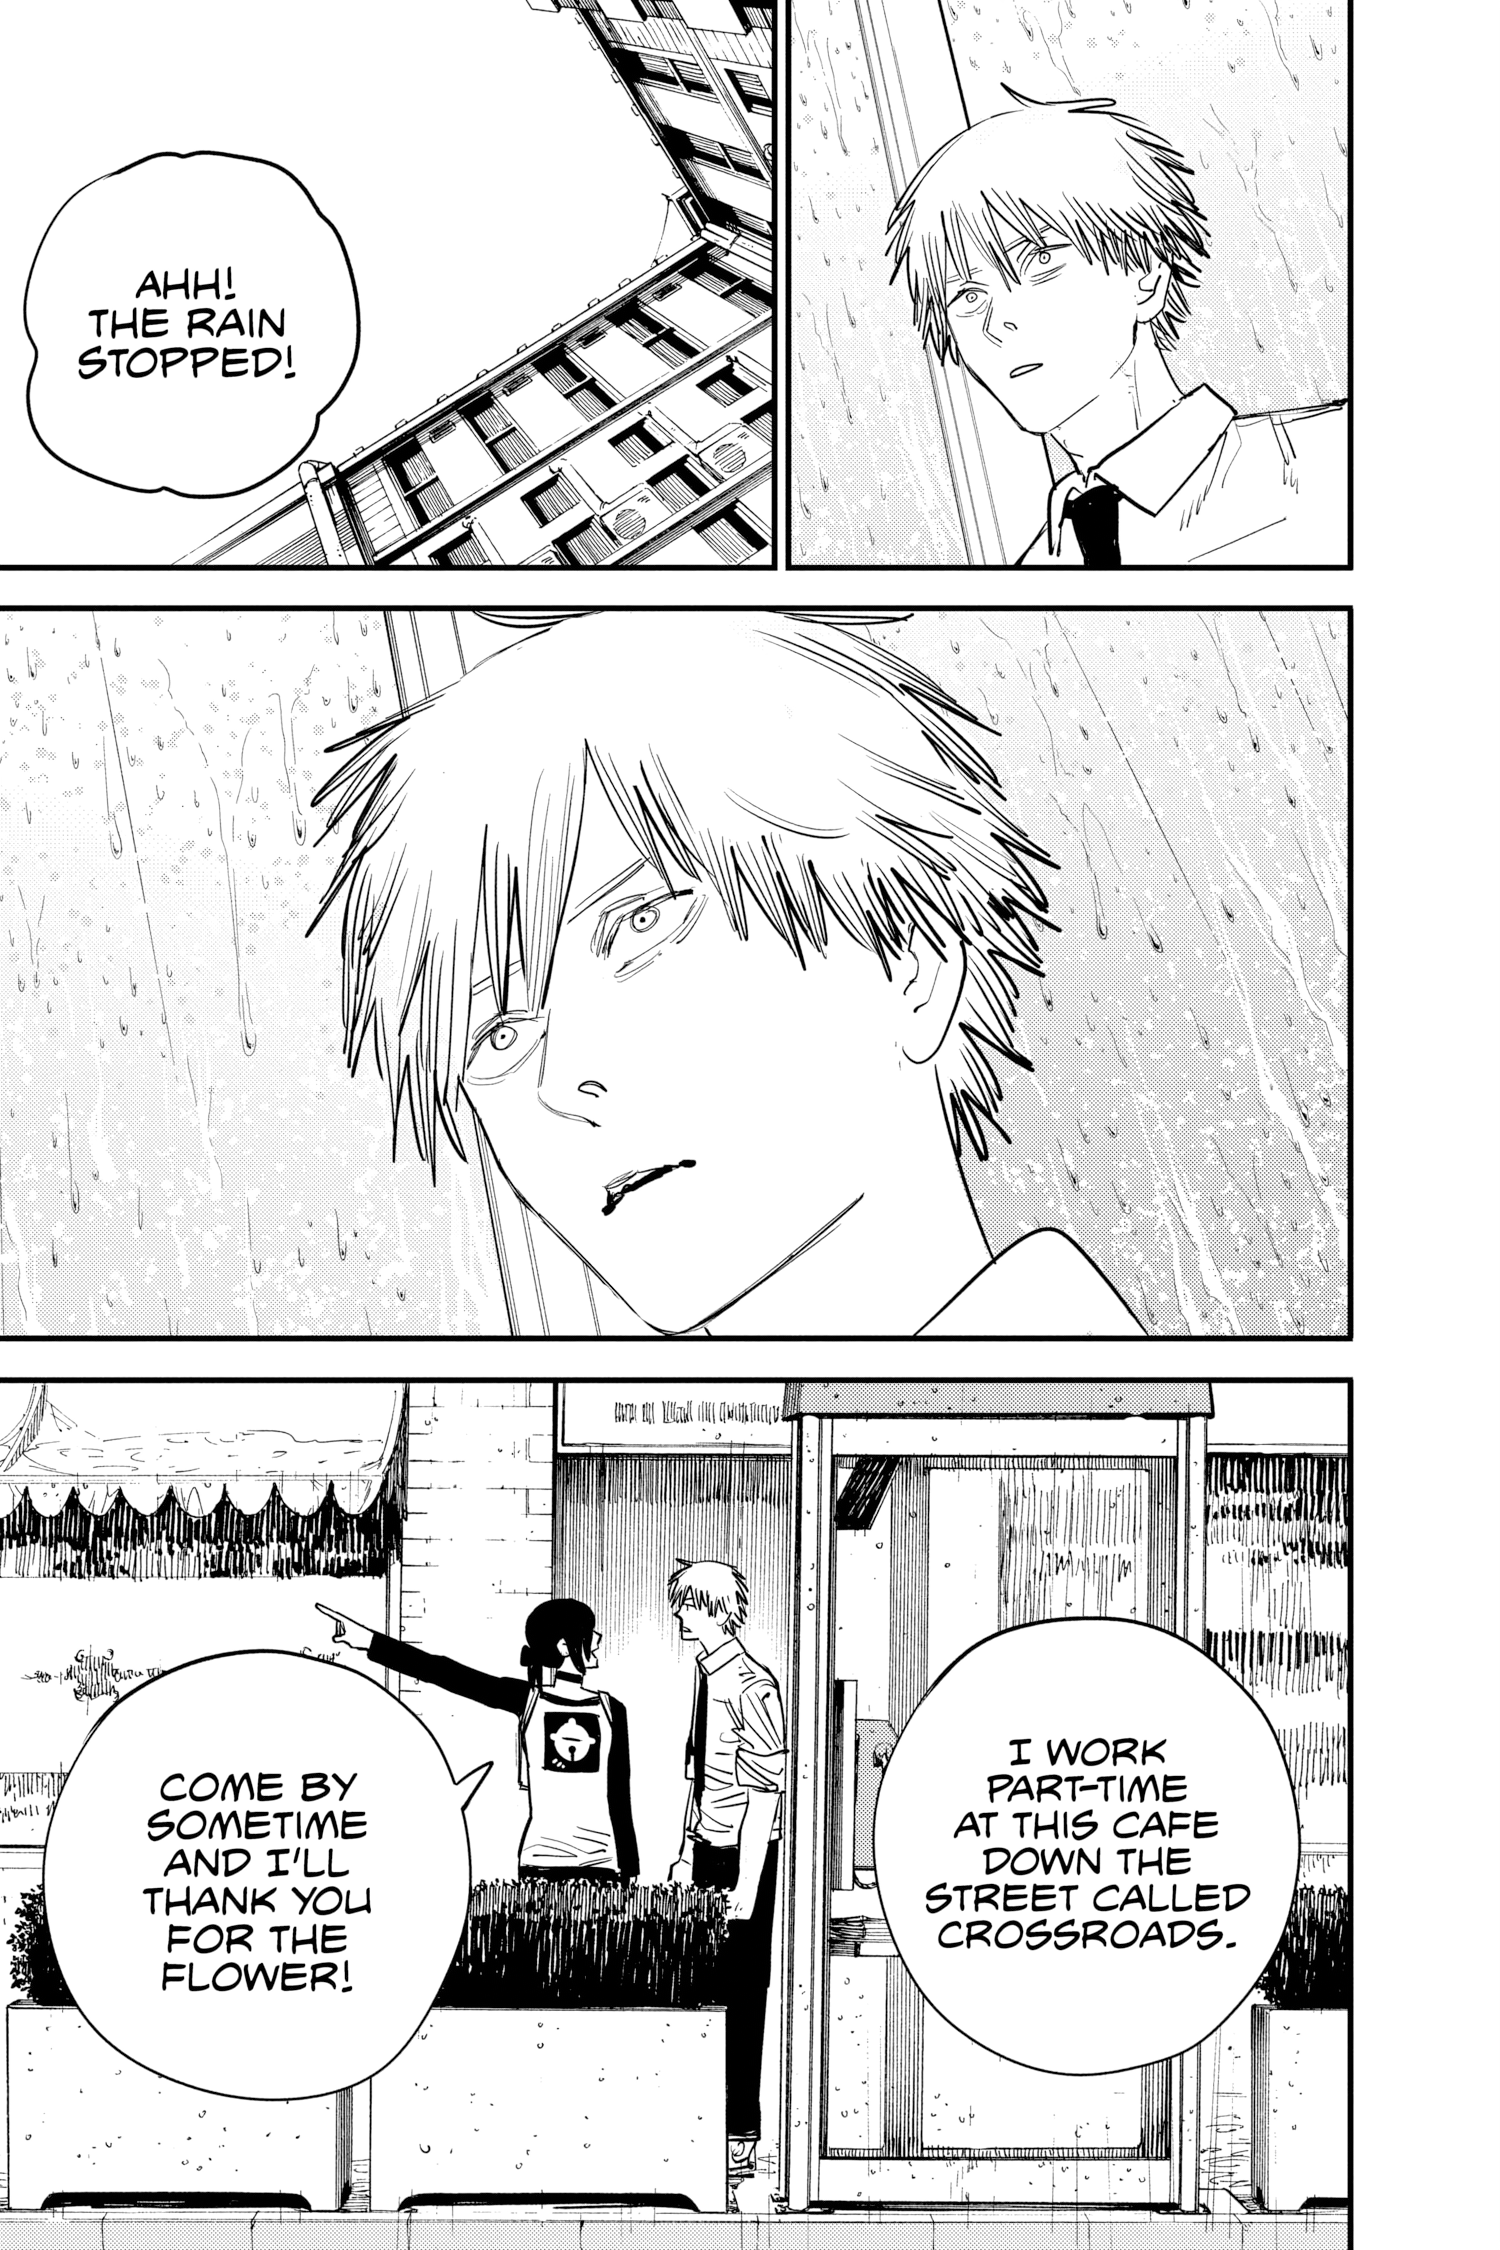 AHH!
THE RAIN
STOPPED!
I WORK
PART-TIME
AT THIS CAFE
DOWN THE
STREET CALLED
CROSSROADS.
COME BY
SOMETIME
AND I'LL
THANK YOU
FOR THE
FLOWER!